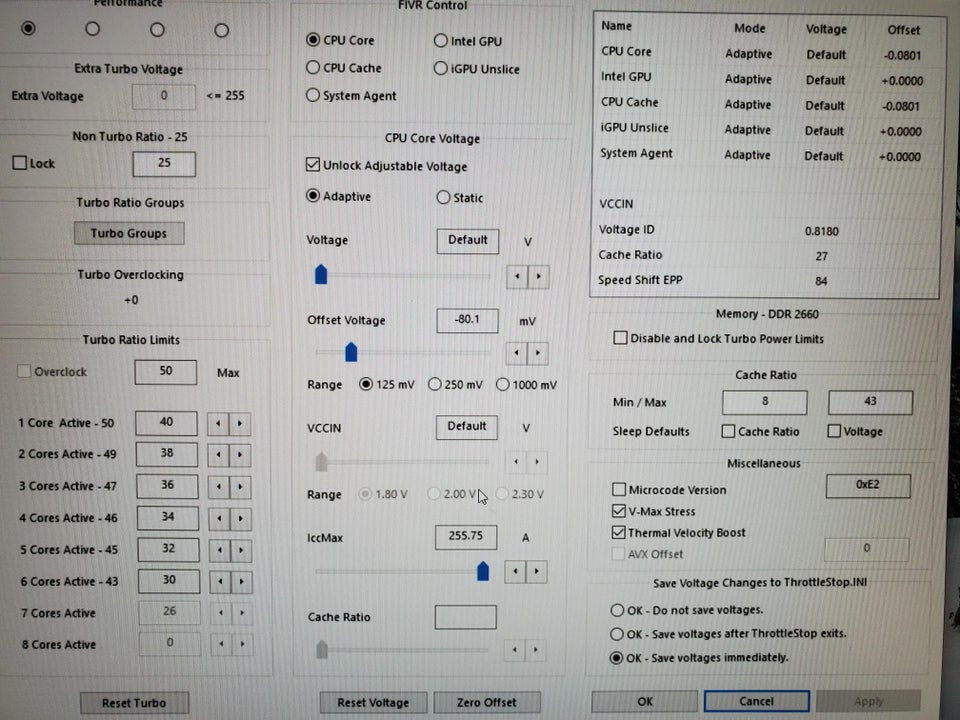 Performance
Extra Turbo Voltage
Extra Voltage 0 <= 255
Non Turbo Ratio - 25
Lock 25
Turbo Ratio Groups
Turbo Groups
Turbo Overclocking
+0
Turbo Ratio Limits
Overclock 50 Max
1 Core Active - 50 40
2 Cores Active - 49 38
3 Cores Active - 47 36
4 Cores Active - 46 34
5 Cores Active - 45 32
6 Cores Active - 43 30
7 Cores Active 26
8 Cores Active 0
Reset Turbo
FIVR Control
CPU Core Intel GPU
CPU Cache iGPU Unslice
System Agent
CPU Core Voltage
Unlock Adjustable Voltage
Adaptive Static
Voltage Default V
Offset Voltage -80.1 mV
Range 125 mV 250 mV 1000 mV
VCCIN Default V
Range 1.80 V 2.00 V 2.30 V
IccMax 255.75 A
Cache Ratio
Reset Voltage Zero Offset
Name Mode Voltage Offset
CPU Core Adaptive Default -0.0801
Intel GPU Adaptive Default +0.0000
CPU Cache Adaptive Default -0.0801
iGPU Unslice Adaptive Default +0.0000
System Agent Adaptive Default +0.0000
VCCIN
Voltage ID 0.8180
Cache Ratio 27
Speed Shift EPP 84
Memory - DDR 2660
Disable and Lock Turbo Power Limits
Cache Ratio
Min / Max 8 43
Sleep Defaults Cache Ratio Voltage
Miscellaneous
Microcode Version 0xE2
V-Max Stress
Thermal Velocity Boost
AVX Offset 0
Save Voltage Changes to ThrottleStop.INI
OK - Do not save voltages.
OK - Save voltages after ThrottleStop exits.
OK - Save voltages immediately.
OK Cancel Apply